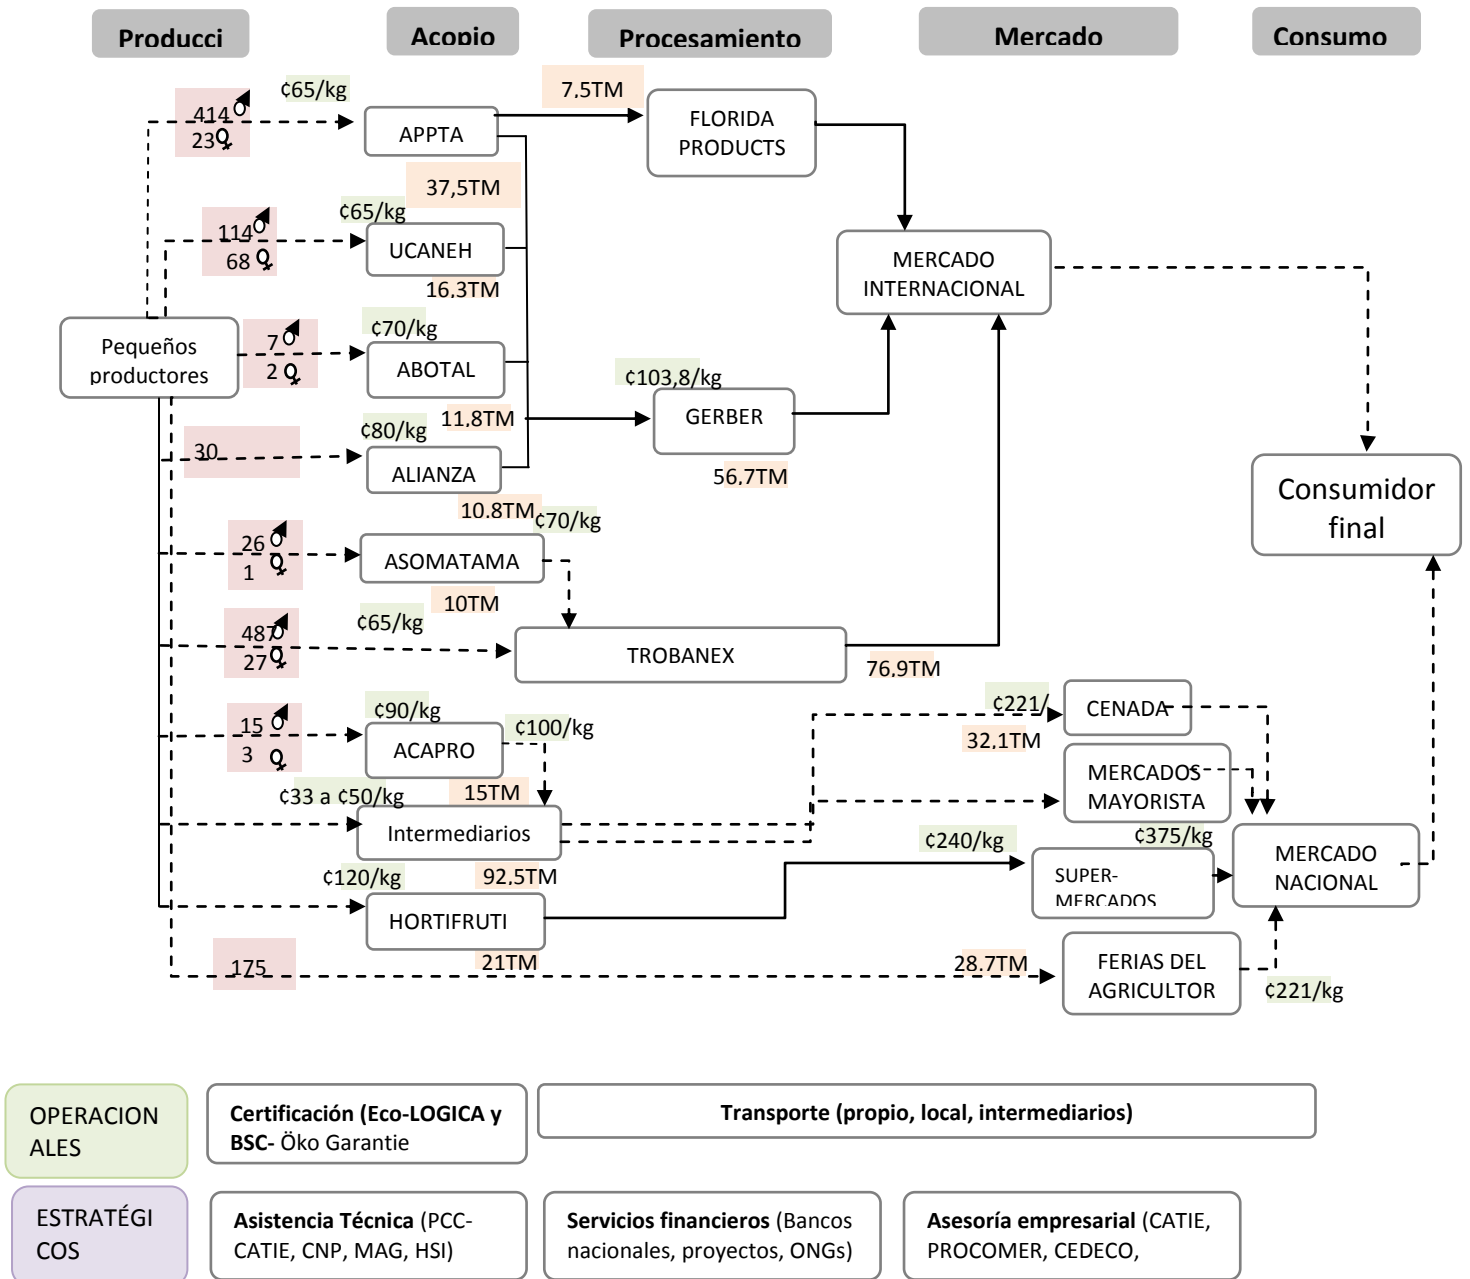 Producci
Acopio
Procesamiento
Mercado
Consumo
¢65/kg
7,5TM
414
23
APPTA
FLORIDA
PRODUCTS
37,5TM
¢65/kg
114
68
UCANEH
16,3TM
MERCADO
INTERNACIONAL
Pequeños
productores
¢70/kg
7
2
ABOTAL
11,8TM
¢103,8/kg
GERBER
56,7TM
¢80/kg
30
ALIANZA
10,8TM
¢70/kg
Consumidor
final
26
1
ASOMATAMA
10TM
487
27
¢65/kg
TROBANEX
76,9TM
15
3
¢90/kg
ACAPRO
¢100/kg
15TM
¢221/
32,1TM
CENADA
MERCADOS
MAYORISTA
¢33 a ¢50/kg
Intermediarios
92,5TM
¢240/kg
¢375/kg
SUPER-
MERCADOS
MERCADO
NACIONAL
¢120/kg
HORTIFRUTI
21TM
175
28,7TM
FERIAS DEL
AGRICULTOR
¢221/kg
OPERACION
ALES
Certificación (Eco-LOGICA y
BSC- Öko Garantie
Transporte (propio, local, intermediarios)
ESTRATÉGI
COS
Asistencia Técnica (PCC-
CATIE, CNP, MAG, HSI)
Servicios financieros (Bancos
nacionales, proyectos, ONGs)
Asesoría empresarial (CATIE,
PROCOMER, CEDECO,